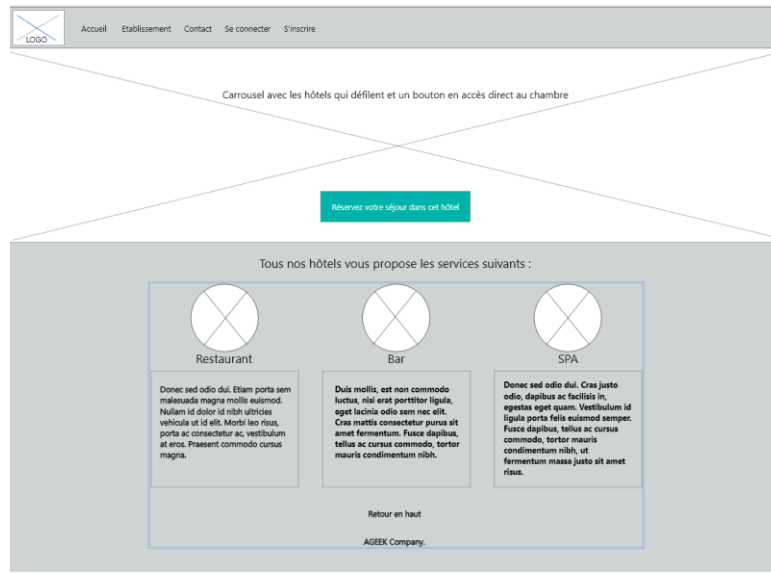 LOGO
Accueil Etablissement Contact Se connecter S'inscrire
Carrousel avec les hôtels qui défilent et un bouton en accès direct au chambre
Réservez votre séjour dans cet hôtel
Tous nos hôtels vous propose les services suivants :
Restaurant
Donec sed odio dui. Etiam porta sem
malesuada magna mollis euismod.
Nullam id dolor id nibh ultricies
vehicula ut id elit. Morbi leo risus,
porta ac consectetur ac, vestibulum
at eros. Praesent commodo cursus
magna.
Bar
Duis mollis, est non commodo
luctus, nisi erat porttitor ligula,
eget lacinia odio sem nec elit.
Cras mattis consectetur purus sit
amet fermentum. Fusce dapibus,
tellus ac cursus commodo, tortor
mauris condimentum nibh.
SPA
Donec sed odio dui. Cras justo
odio, dapibus ac facilisis in,
egestas eget quam. Vestibulum id
ligula porta felis euismod semper.
Fusce dapibus, tellus ac cursus
commodo, tortor mauris
condimentum nibh, ut
fermentum massa justo sit amet
risus.
Retour en haut
AGEEK Company.